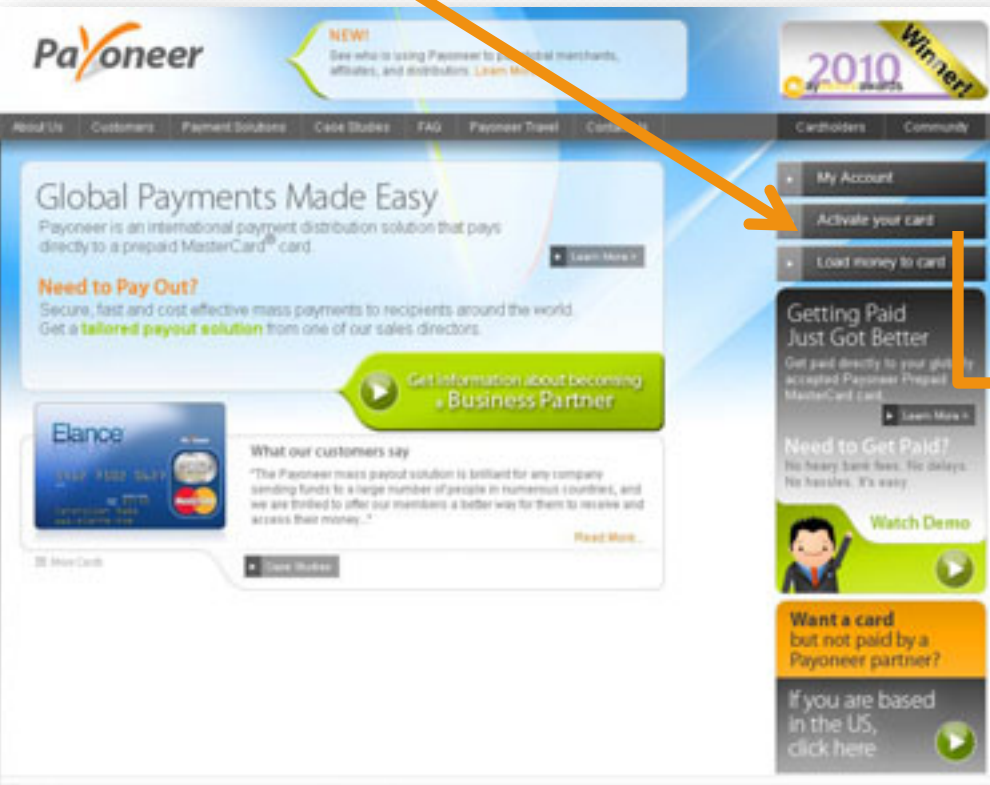 Payoneer
NEW!
See who is using Payoneer to pay global merchants,
affiliates, and distributors. Learn More
2010
awards
Winner!
About Us Customers Payment Solutions Case Studies FAQ Payoneer Travel Contact Us
Cardholders Community
Global Payments Made Easy
Payoneer is an international payment distribution solution that pays
directly to a prepaid MasterCard® card.
Learn More >
Need to Pay Out?
Secure, fast and cost effective mass payments to recipients around the world.
Get a tailored payout solution from one of our sales directors.
Get information about becoming
a Business Partner
Elance
What our customers say
"The Payoneer mass payout solution is brilliant for any company
sending funds to a large number of people in numerous countries, and
we are thrilled to offer our members a better way for them to receive and
access their money..."
Read More...
More Cards
Case Studies
My Account
Activate your card
Load money to card
Getting Paid
Just Got Better
Get paid directly to your globally
accepted Payoneer Prepaid
MasterCard card.
Learn More >
Need to Get Paid?
No heavy bank fees. No delays.
No hassles. It's easy.
Watch Demo
Want a card
but not paid by a
Payoneer partner?
If you are based
in the US,
click here